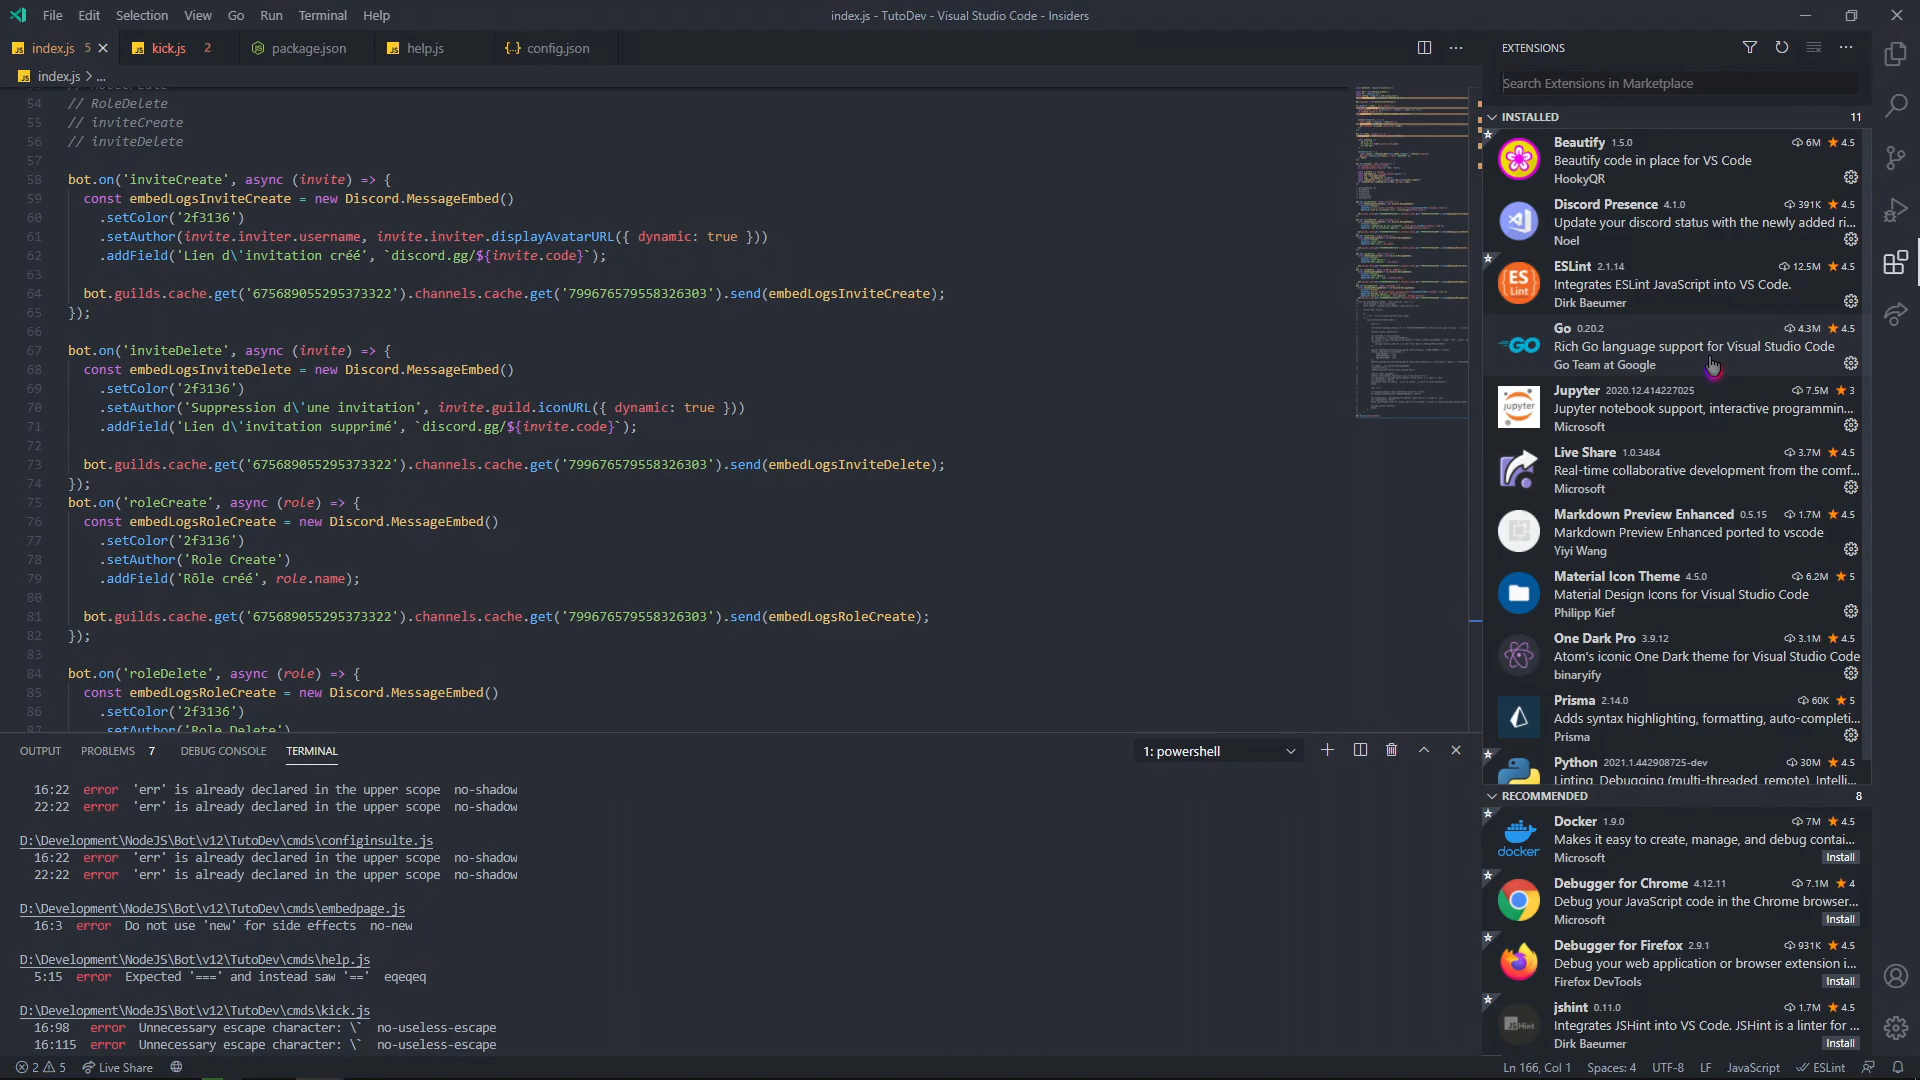 File Edit Selection View Go Run Terminal Help
index.js - TutoDev - Visual Studio Code - Insiders
JS index.js 5
JS kick.js 2
package.json
JS help.js
{..} config.json
JS index.js > ...
54 // RoleDelete
55 // inviteCreate
56 // inviteDelete
57
58 bot.on('inviteCreate', async (invite) => {
59 const embedLogsInviteCreate = new Discord.MessageEmbed()
60 .setColor('2f3136')
61 .setAuthor(invite.inviter.username, invite.inviter.displayAvatarURL({ dynamic: true }))
62 .addField('Lien d\'invitation créé', `discord.gg/${invite.code}`);
63
64 bot.guilds.cache.get('675689055295373322').channels.cache.get('799676579558326303').send(embedLogsInviteCreate);
65 });
66
67 bot.on('inviteDelete', async (invite) => {
68 const embedLogsInviteDelete = new Discord.MessageEmbed()
69 .setColor('2f3136')
70 .setAuthor('Suppression d\'une invitation', invite.guild.iconURL({ dynamic: true }))
71 .addField('Lien d\'invitation supprimé', `discord.gg/${invite.code}`);
72
73 bot.guilds.cache.get('675689055295373322').channels.cache.get('799676579558326303').send(embedLogsInviteDelete);
74 });
75 bot.on('roleCreate', async (role) => {
76 const embedLogsRoleCreate = new Discord.MessageEmbed()
77 .setColor('2f3136')
78 .setAuthor('Role Create')
79 .addField('Rôle créé', role.name);
80
81 bot.guilds.cache.get('675689055295373322').channels.cache.get('799676579558326303').send(embedLogsRoleCreate);
82 });
83
84 bot.on('roleDelete', async (role) => {
85 const embedLogsRoleCreate = new Discord.MessageEmbed()
86 .setColor('2f3136')
87 .setAuthor('Role Delete')
OUTPUT PROBLEMS 7 DEBUG CONSOLE TERMINAL
1: powershell
16:22 error 'err' is already declared in the upper scope no-shadow
22:22 error 'err' is already declared in the upper scope no-shadow
D:\Development\NodeJS\Bot\v12\TutoDev\cmds\configinsulte.js
16:22 error 'err' is already declared in the upper scope no-shadow
22:22 error 'err' is already declared in the upper scope no-shadow
D:\Development\NodeJS\Bot\v12\TutoDev\cmds\embedpage.js
16:3 error Do not use 'new' for side effects no-new
D:\Development\NodeJS\Bot\v12\TutoDev\cmds\help.js
5:15 error Expected '===' and instead saw '==' eqeqeq
D:\Development\NodeJS\Bot\v12\TutoDev\cmds\kick.js
16:98 error Unnecessary escape character: \` no-useless-escape
16:115 error Unnecessary escape character: \` no-useless-escape
EXTENSIONS
Search Extensions in Marketplace
INSTALLED 11
Beautify 1.5.0 6M 4.5
Beautify code in place for VS Code
HookyQR
Discord Presence 4.1.0 391K 4.5
Update your discord status with the newly added ri...
Noel
ES Lint
ESLint 2.1.14 12.5M 4.5
Integrates ESLint JavaScript into VS Code.
Dirk Baeumer
GO
Go 0.20.2 4.3M 4.5
Rich Go language support for Visual Studio Code
Go Team at Google
jupyter
Jupyter 2020.12.414227025 7.5M 3
Jupyter notebook support, interactive programmin...
Microsoft
Live Share 1.0.3484 3.7M 4.5
Real-time collaborative development from the comf...
Microsoft
Markdown Preview Enhanced 0.5.15 1.7M 4.5
Markdown Preview Enhanced ported to vscode
Yiyi Wang
Material Icon Theme 4.5.0 6.2M 5
Material Design Icons for Visual Studio Code
Philipp Kief
One Dark Pro 3.9.12 3.1M 4.5
Atom's iconic One Dark theme for Visual Studio Code
binaryify
Prisma 2.14.0 60K 5
Adds syntax highlighting, formatting, auto-completi...
Prisma
Python 2021.1.442908725-dev 30M 4.5
Linting, Debugging (multi-threaded, remote), Intelli...
RECOMMENDED 8
docker
Docker 1.9.0 7M 4.5
Makes it easy to create, manage, and debug contai...
Microsoft Install
Debugger for Chrome 4.12.11 7.1M 4
Debug your JavaScript code in the Chrome browser...
Microsoft Install
Debugger for Firefox 2.9.1 931K 4.5
Debug your web application or browser extension i...
Firefox DevTools Install
JSHint
jshint 0.11.0 1.7M 4.5
Integrates JSHint into VS Code. JSHint is a linter for ...
Dirk Baeumer Install
2 5 Live Share
Ln 166, Col 1 Spaces: 4 UTF-8 LF JavaScript ESLint